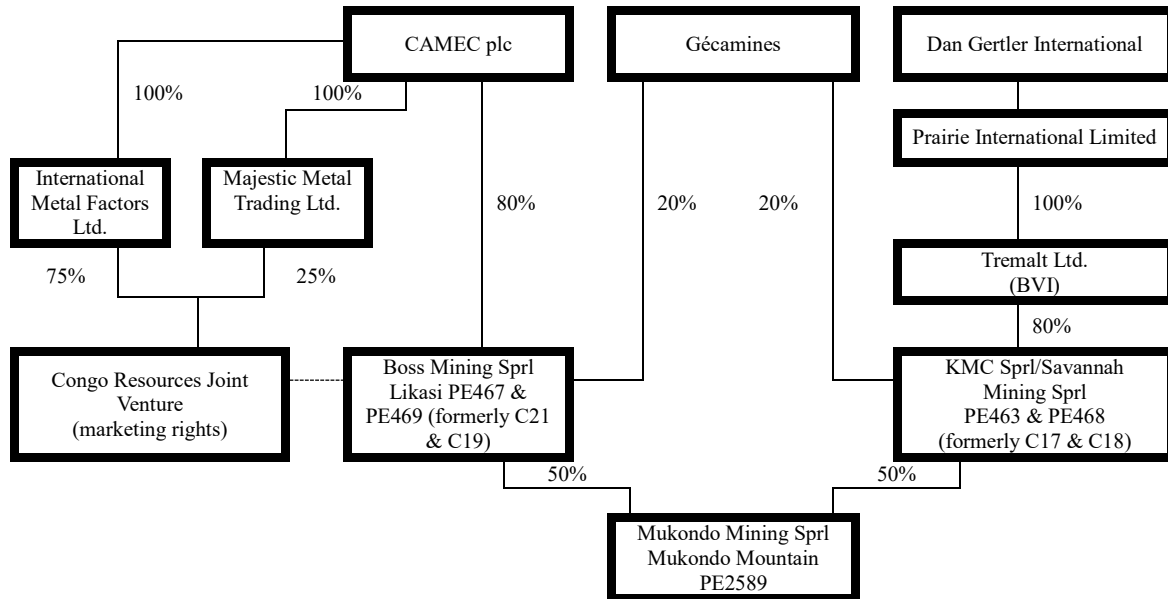 CAMEC plc
Gécamines
Dan Gertler International
100%
100%
Prairie International Limited
International
Metal Factors
Ltd.
Majestic Metal
Trading Ltd.
80%
20%
20%
100%
75%
25%
Tremalt Ltd.
(BVI)
80%
Congo Resources Joint
Venture
(marketing rights)
Boss Mining Sprl
Likasi PE467 &
PE469 (formerly C21
& C19)
KMC Sprl/Savannah
Mining Sprl
PE463 & PE468
(formerly C17 & C18)
50%
50%
Mukondo Mining Sprl
Mukondo Mountain
PE2589